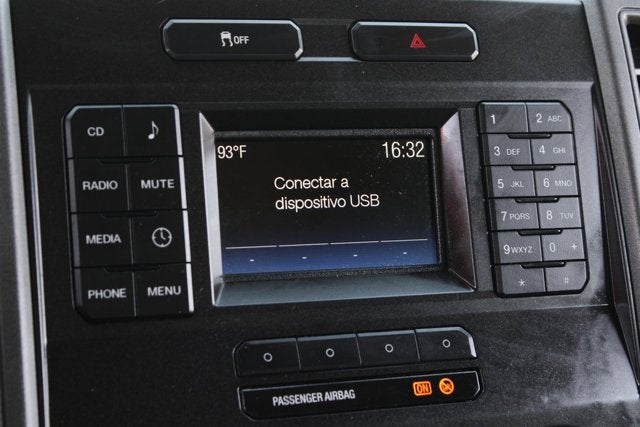 OFF
CD
RADIO MUTE
MEDIA
PHONE MENU
93°F 16:32
Conectar a
dispositivo USB
- - - -
1 2 ABC
3 DEF 4 GHI
5 JKL 6 MNO
7 PQRS 8 TUV
9 WXYZ 0 +
* #
PASSENGER AIRBAG ON